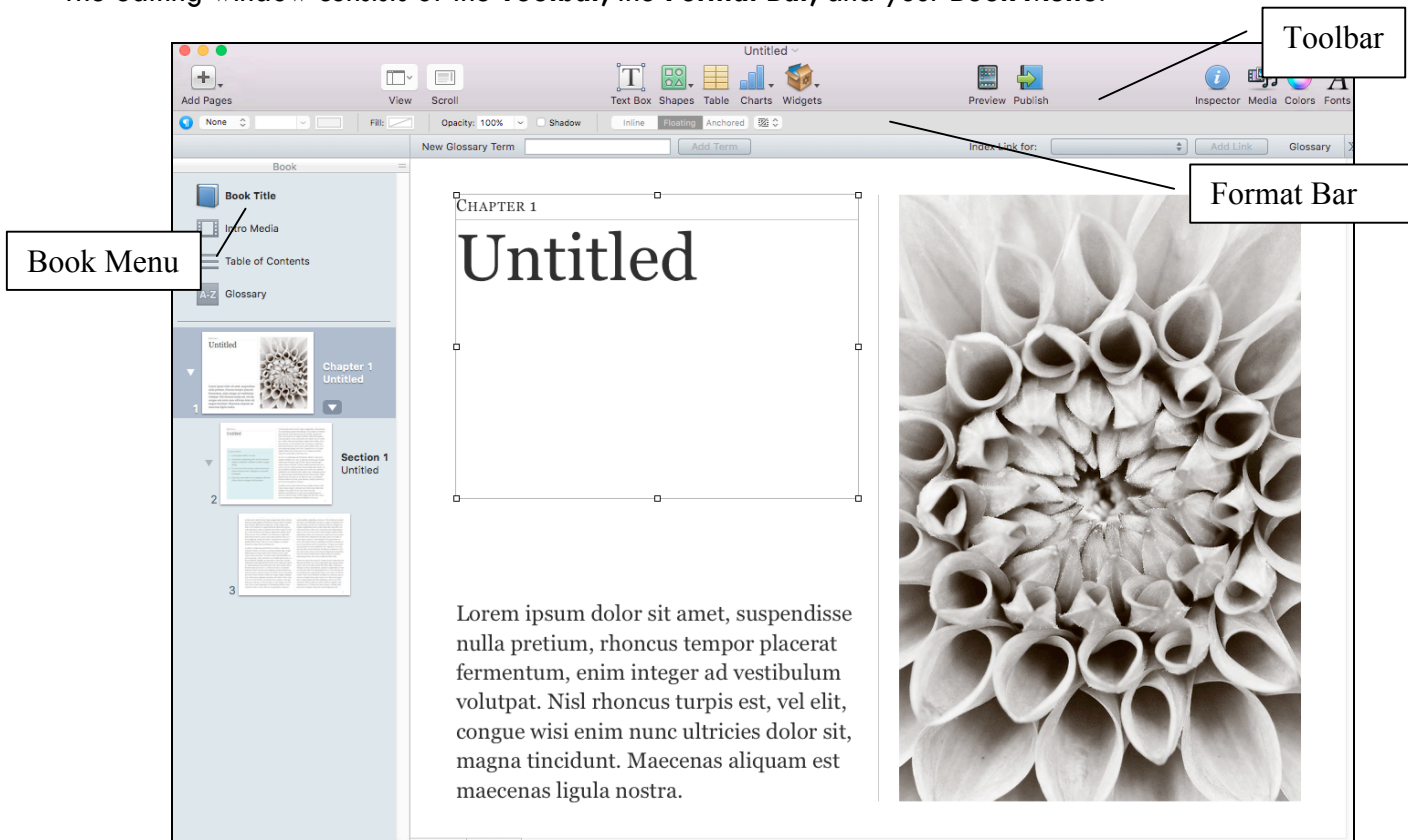 The editing window consists of the Toolbar, the Format Bar, and your Book Menu.
Toolbar
Untitled
Add Pages View Scroll Text Box Shapes Table Charts Widgets Preview Publish Inspector Media Colors Fonts
None Fill: Opacity: 100% Shadow Inline Floating Anchored
New Glossary Term Add Term Index Link for: Add Link Glossary
Format Bar
Book
Book Title
Intro Media
Book Menu
Table of Contents
A-Z Glossary
Untitled
Chapter 1
Untitled
1
Untitled
Section 1
Untitled
2
3
CHAPTER 1
Untitled
Lorem ipsum dolor sit amet, suspendisse
nulla pretium, rhoncus tempor placerat
fermentum, enim integer ad vestibulum
volutpat. Nisl rhoncus turpis est, vel elit,
congue wisi enim nunc ultricies dolor sit,
magna tincidunt. Maecenas aliquam est
maecenas ligula nostra.